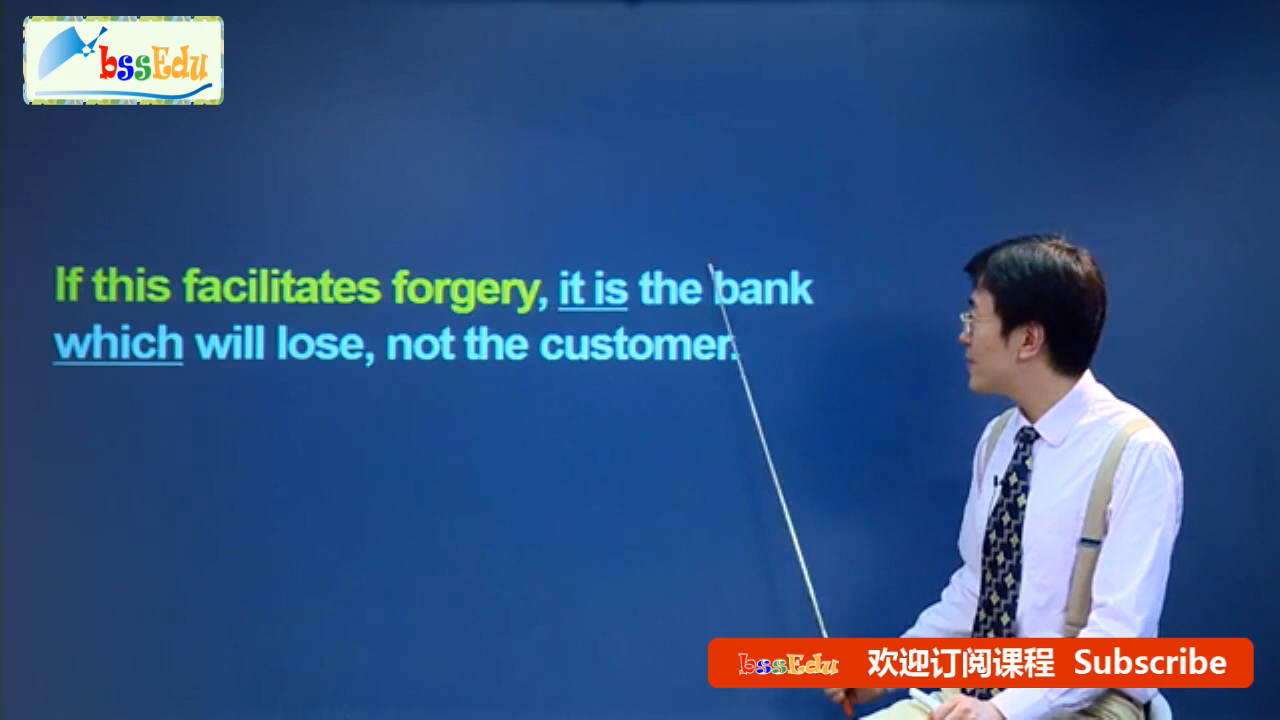 bssEdu
If this facilitates forgery, it is the bank
which will lose, not the customer.
bssEdu 欢迎订阅课程 Subscribe